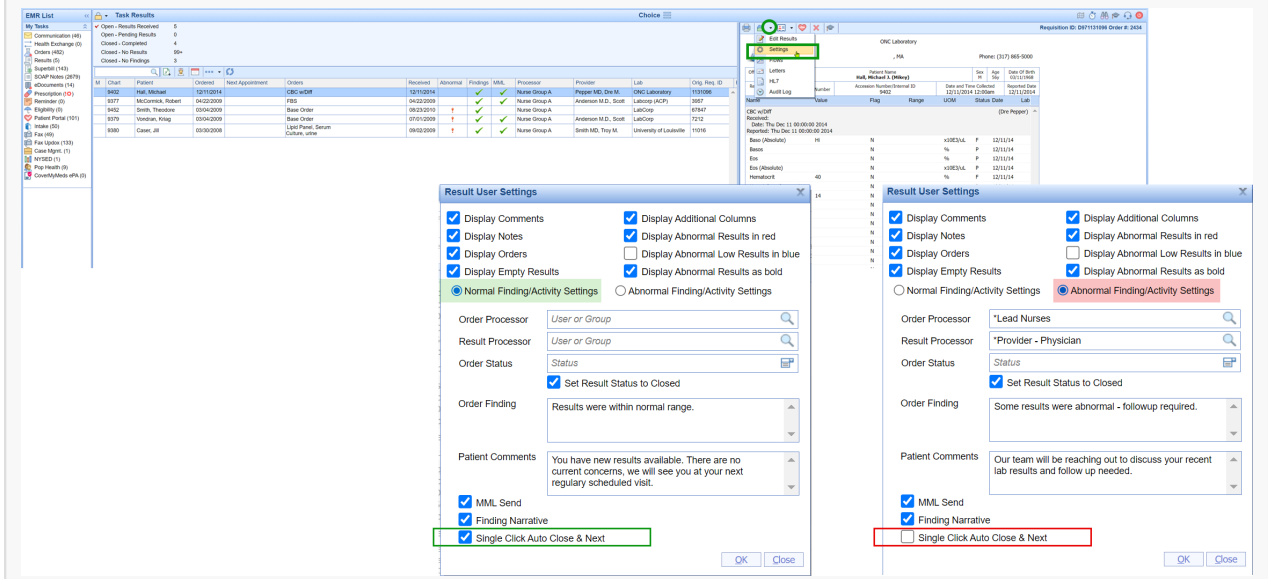 EMR List
My Tasks
Communication (46)
Health Exchange (0)
Orders (482)
Results (5)
Superbill (143)
SOAP Notes (2679)
eDocuments (14)
Prescription (!)
Eligibility (0)
Reminder (0)
Patient Portal (101)
Intake (50)
Fax (49)
Fax Updox (133)
Case Mgmt. (1)
NYSED (1)
Pop Health (9)
CoverMyMeds ePA (0)
Task Results
Choice
Open - Results Received 5
Open - Pending Results 0
Closed - Completed 4
Closed - No Results 99+
Closed - No Findings 3
M Chart Patient Ordered Next Appointment Orders Received Abnormal Findings MML Processor Provider Lab Orig. Req. ID
9402 Hall, Michael 12/11/2014 CBC w/Diff 12/11/2014 Nurse Group A Pepper MD, Dre M. ONC Laboratory 1131096
9377 McCormick, Robert 04/22/2009 FBS 04/22/2009 Nurse Group A Anderson M.D., Scott Labcorp (ACP) 3957
9452 Smith, Theodore 03/04/2009 Base Order 08/23/2010 ! Nurse Group A LabCorp 67847
9379 Vondran, Kriag 03/04/2009 Base Order 07/01/2009 ! Nurse Group A Anderson M.D., Scott LabCorp 7212
9380 Caser, Jill 03/30/2008 Lipid Panel, Serum 09/02/2009 ! Nurse Group A Smith MD, Troy M. University of Louisville 11016
Culture, urine
Requisition ID: D971131096 Order #: 2434
Edit Results
Settings
Flows
Letters
HL7
Audit Log
ONC Laboratory
, MA
Phone: (317) 865-5000
Patient Name Sex Age Date Of Birth
Hall, Michael J. (Mikey) M 56y 03/11/1968
Number Accession Number/Internal ID Date and Time Collected Reported Date
9402 12/11/2014 12:00am 12/11/2014
Name Value Flag Range UOM Status Date Lab
CBC w/Diff (Dre Pepper)
Received:
Date: Thu Dec 11 00:00:00 2014
Reported: Thu Dec 11 00:00:00 2014
Baso (Absolute) HI N x10E3/uL F 12/11/14
Basos N % F 12/11/14
Eos N % F 12/11/14
Eos (Absolute) N x10E3/uL F 12/11/14
Hematocrit 40 N % F 12/11/14
N
14 N
N
N
N
N
N
N
Result User Settings
Display Comments Display Additional Columns
Display Notes Display Abnormal Results in red
Display Orders Display Abnormal Low Results in blue
Display Empty Results Display Abnormal Results as bold
Normal Finding/Activity Settings Abnormal Finding/Activity Settings
Order Processor User or Group
Result Processor User or Group
Order Status Status
Set Result Status to Closed
Order Finding Results were within normal range.
Patient Comments You have new results available. There are no
current concerns, we will see you at your next
regulary scheduled visit.
MML Send
Finding Narrative
Single Click Auto Close & Next
OK Close
Result User Settings
Display Comments Display Additional Columns
Display Notes Display Abnormal Results in red
Display Orders Display Abnormal Low Results in blue
Display Empty Results Display Abnormal Results as bold
Normal Finding/Activity Settings Abnormal Finding/Activity Settings
Order Processor *Lead Nurses
Result Processor *Provider - Physician
Order Status Status
Set Result Status to Closed
Order Finding Some results were abnormal - followup required.
Patient Comments Our team will be reaching out to discuss your recent
lab results and follow up needed.
MML Send
Finding Narrative
Single Click Auto Close & Next
OK Close